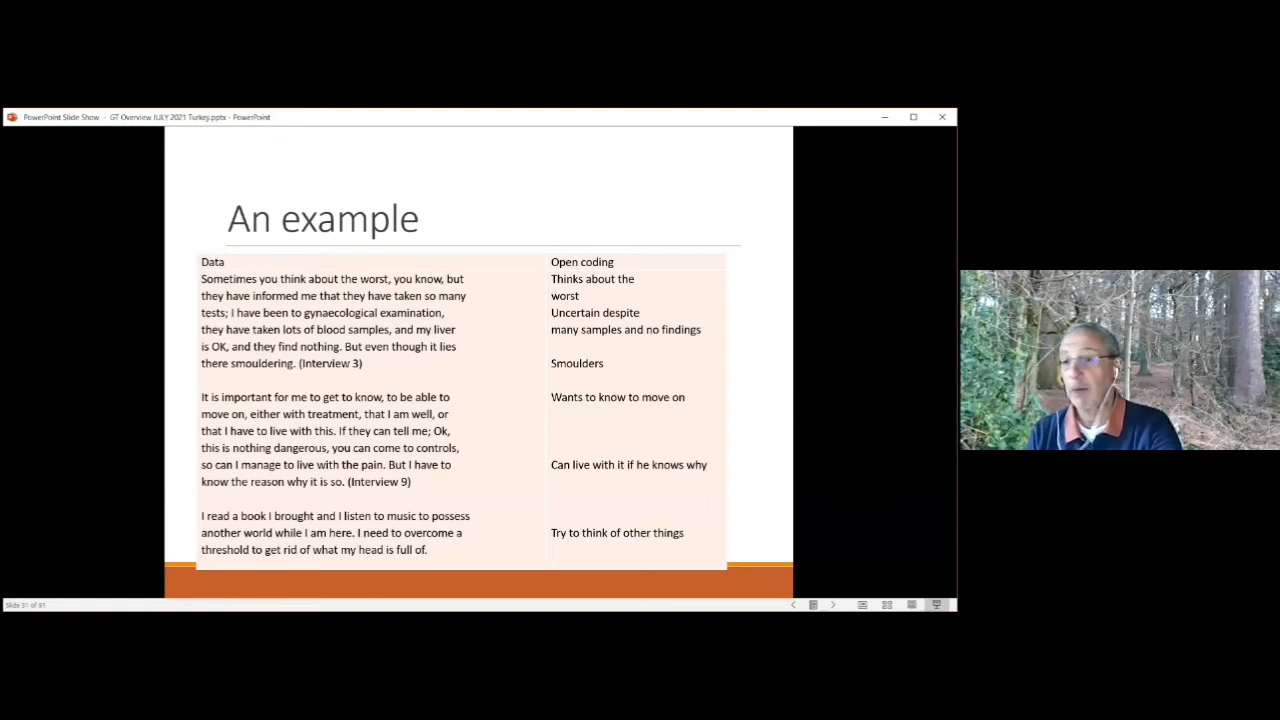 PowerPoint Slide Show - GT Overview JULY 2021 Turkey.pptx - PowerPoint
An example
Data
Open coding
Sometimes you think about the worst, you know, but
they have informed me that they have taken so many
tests; I have been to gynaecological examination,
they have taken lots of blood samples, and my liver
is OK, and they find nothing. But even though it lies
there smouldering. (Interview 3)
Thinks about the
worst
Uncertain despite
many samples and no findings
Smoulders
It is important for me to get to know, to be able to
move on, either with treatment, that I am well, or
that I have to live with this. If they can tell me; Ok,
this is nothing dangerous, you can come to controls,
so can I manage to live with the pain. But I have to
know the reason why it is so. (Interview 9)
Wants to know to move on
Can live with it if he knows why
I read a book I brought and I listen to music to possess
another world while I am here. I need to overcome a
threshold to get rid of what my head is full of.
Try to think of other things
Slide 31 of 91